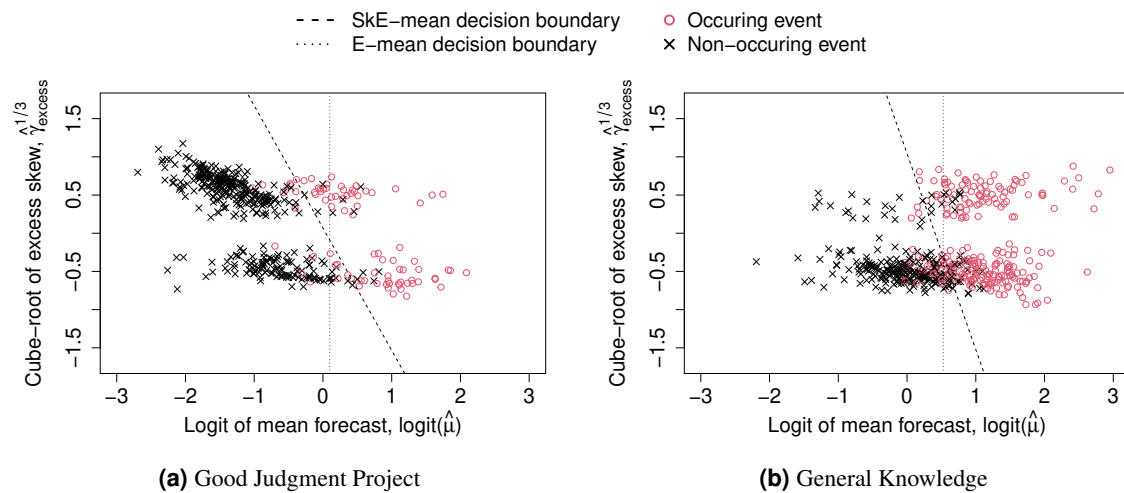 SkE−mean decision boundary
E−mean decision boundary
Occuring event
Non−occuring event
Cube−root of excess skew, γ̂^{1/3}_{excess}
1.5
0.5
−0.5
−1.5
−3 −2 −1 0 1 2 3
Logit of mean forecast, logit(μ̂)
(a) Good Judgment Project
Cube−root of excess skew, γ̂^{1/3}_{excess}
1.5
0.5
−0.5
−1.5
−3 −2 −1 0 1 2 3
Logit of mean forecast, logit(μ̂)
(b) General Knowledge